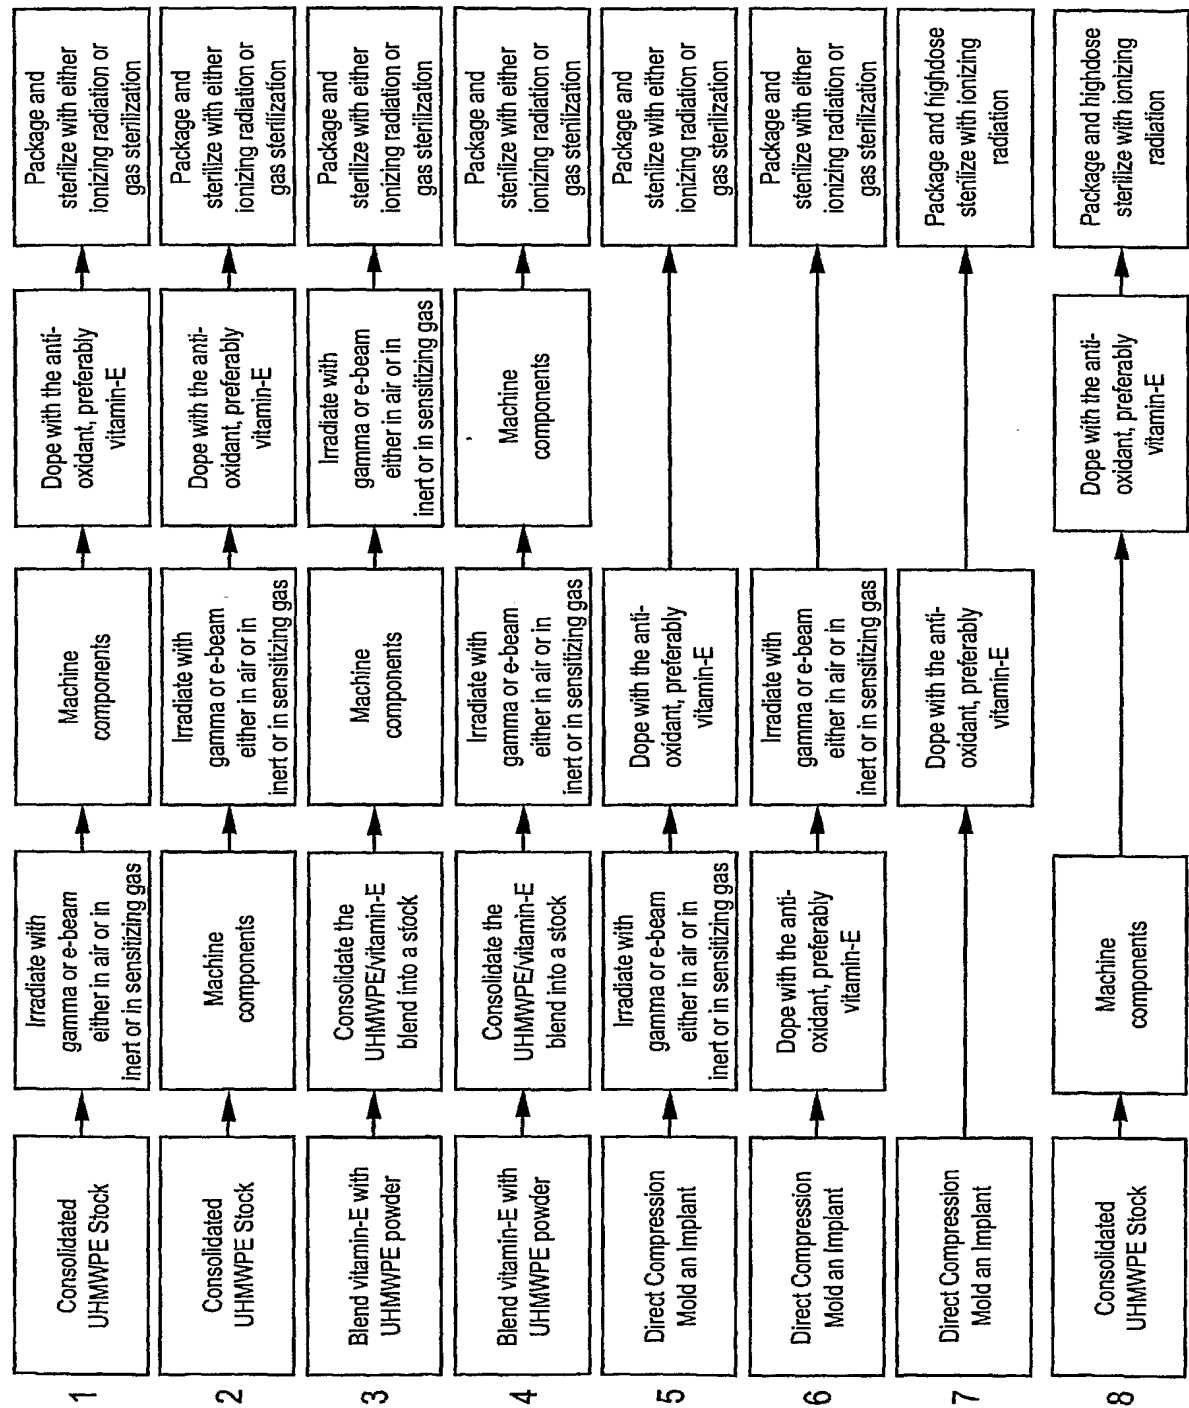 1
Consolidated
UHMWPE Stock
Irradiate with
gamma or e-beam
either in air or in
inert or in sensitizing gas
Machine
components
Dope with the anti-
oxidant, preferably
vitamin-E
Package and
sterilize with either
ionizing radiation or
gas sterilization
2
Consolidated
UHMWPE Stock
Machine
components
Irradiate with
gamma or e-beam
either in air or in
inert or in sensitizing gas
Dope with the anti-
oxidant, preferably
vitamin-E
Package and
sterilize with either
ionizing radiation or
gas sterilization
3
Blend vitamin-E with
UHMWPE powder
Consolidate the
UHMWPE/vitamin-E
blend into a stock
Machine
components
Irradiate with
gamma or e-beam
either in air or in
inert or in sensitizing gas
Package and
sterilize with either
ionizing radiation or
gas sterilization
4
Blend vitamin-E with
UHMWPE powder
Consolidate the
UHMWPE/vitamin-E
blend into a stock
Irradiate with
gamma or e-beam
either in air or in
inert or in sensitizing gas
Machine
components
Package and
sterilize with either
ionizing radiation or
gas sterilization
5
Direct Compression
Mold an Implant
Irradiate with
gamma or e-beam
either in air or in
inert or in sensitizing gas
Dope with the anti-
oxidant, preferably
vitamin-E
Package and
sterilize with either
ionizing radiation or
gas sterilization
6
Direct Compression
Mold an Implant
Dope with the anti-
oxidant, preferably
vitamin-E
Irradiate with
gamma or e-beam
either in air or in
inert or in sensitizing gas
Package and
sterilize with either
ionizing radiation or
gas sterilization
7
Direct Compression
Mold an Implant
Dope with the anti-
oxidant, preferably
vitamin-E
Package and highdose
sterilize with ionizing
radiation
8
Consolidated
UHMWPE Stock
Machine
components
Dope with the anti-
oxidant, preferably
vitamin-E
Package and highdose
sterilize with ionizing
radiation